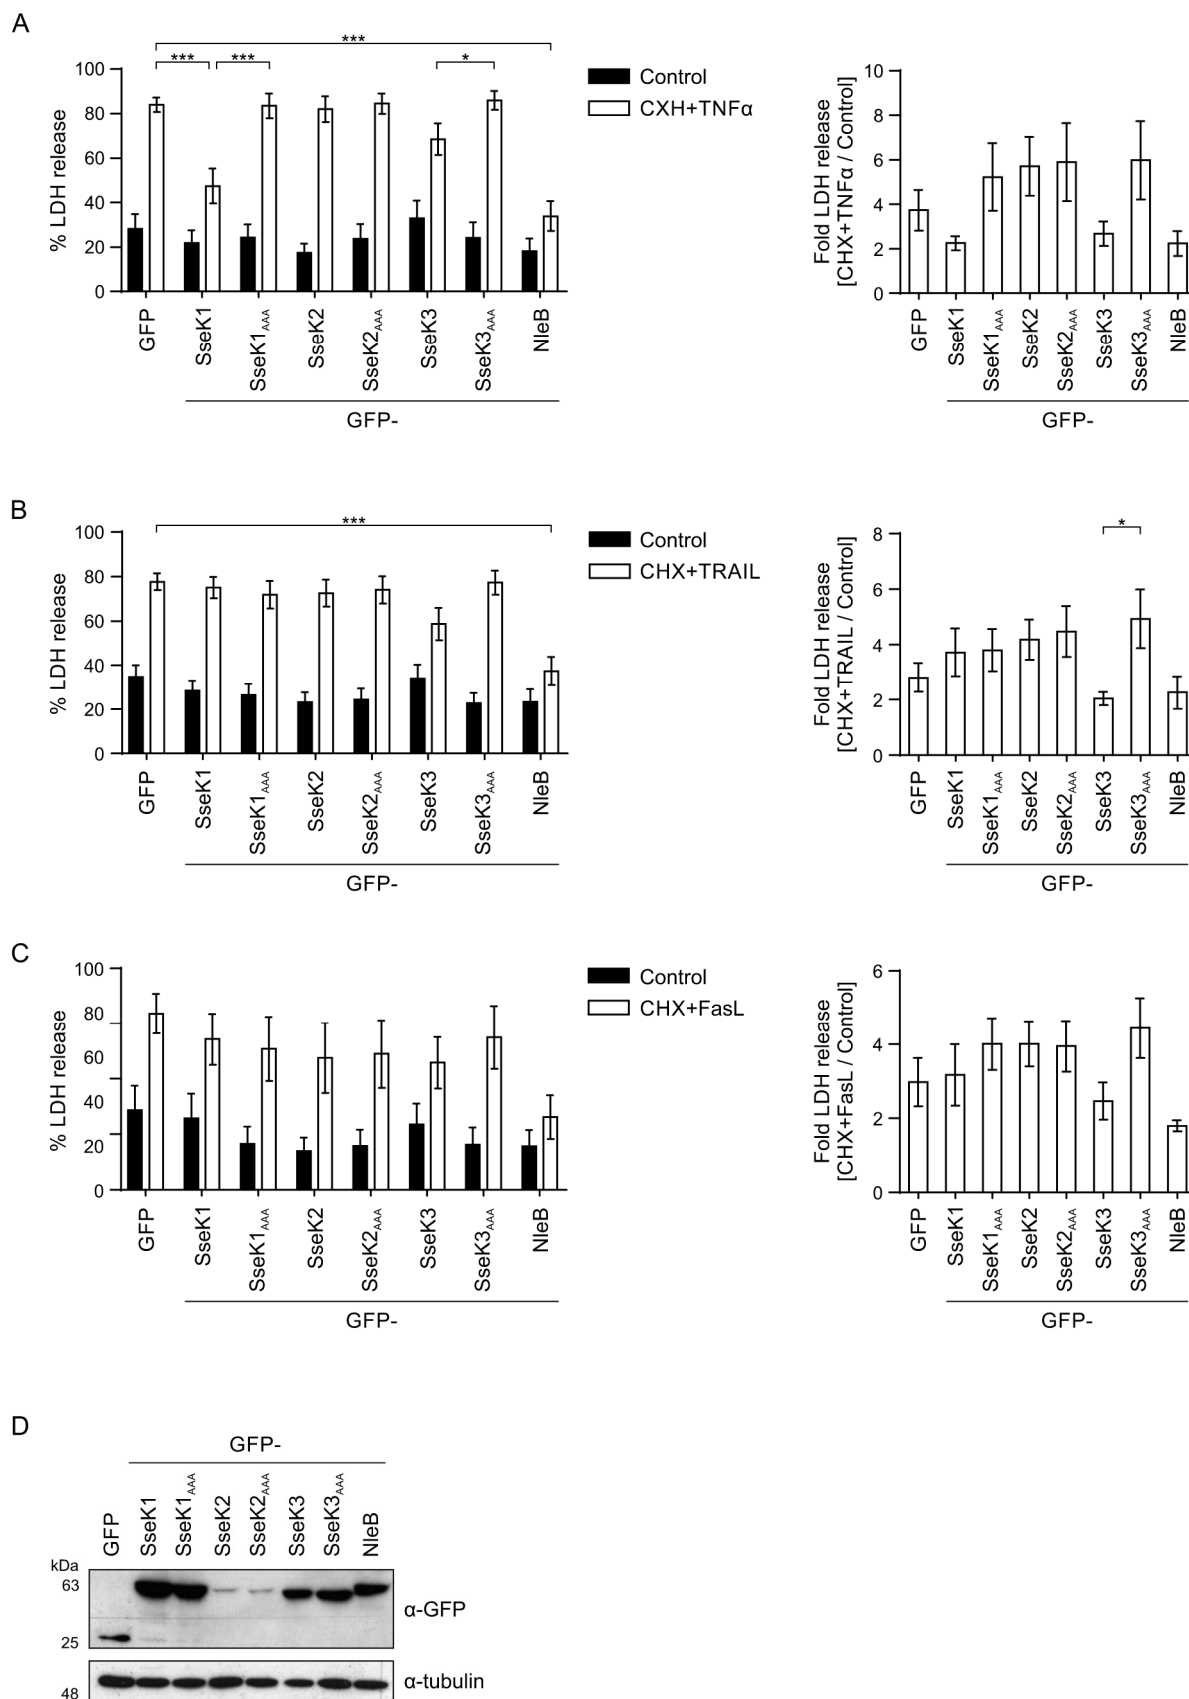 A
***
*** *** *
100
80
60
40
20
0
% LDH release
Control
CXH+TNFα
GFP
SseK1
SseK1AAA
SseK2
SseK2AAA
SseK3
SseK3AAA
NleB
GFP-
10
8
6
4
2
0
Fold LDH release
[CHX+TNFα / Control]
GFP
SseK1
SseK1AAA
SseK2
SseK2AAA
SseK3
SseK3AAA
NleB
GFP-
B
***
100
80
60
40
20
0
% LDH release
Control
CHX+TRAIL
GFP
SseK1
SseK1AAA
SseK2
SseK2AAA
SseK3
SseK3AAA
NleB
GFP-
*
8
6
4
2
0
Fold LDH release
[CHX+TRAIL / Control]
GFP
SseK1
SseK1AAA
SseK2
SseK2AAA
SseK3
SseK3AAA
NleB
GFP-
C
100
80
60
40
20
0
% LDH release
Control
CHX+FasL
GFP
SseK1
SseK1AAA
SseK2
SseK2AAA
SseK3
SseK3AAA
NleB
GFP-
6
4
2
0
Fold LDH release
[CHX+FasL / Control]
GFP
SseK1
SseK1AAA
SseK2
SseK2AAA
SseK3
SseK3AAA
NleB
GFP-
D
GFP-
GFP
SseK1
SseK1AAA
SseK2
SseK2AAA
SseK3
SseK3AAA
NleB
kDa
63
25
α-GFP
48
α-tubulin